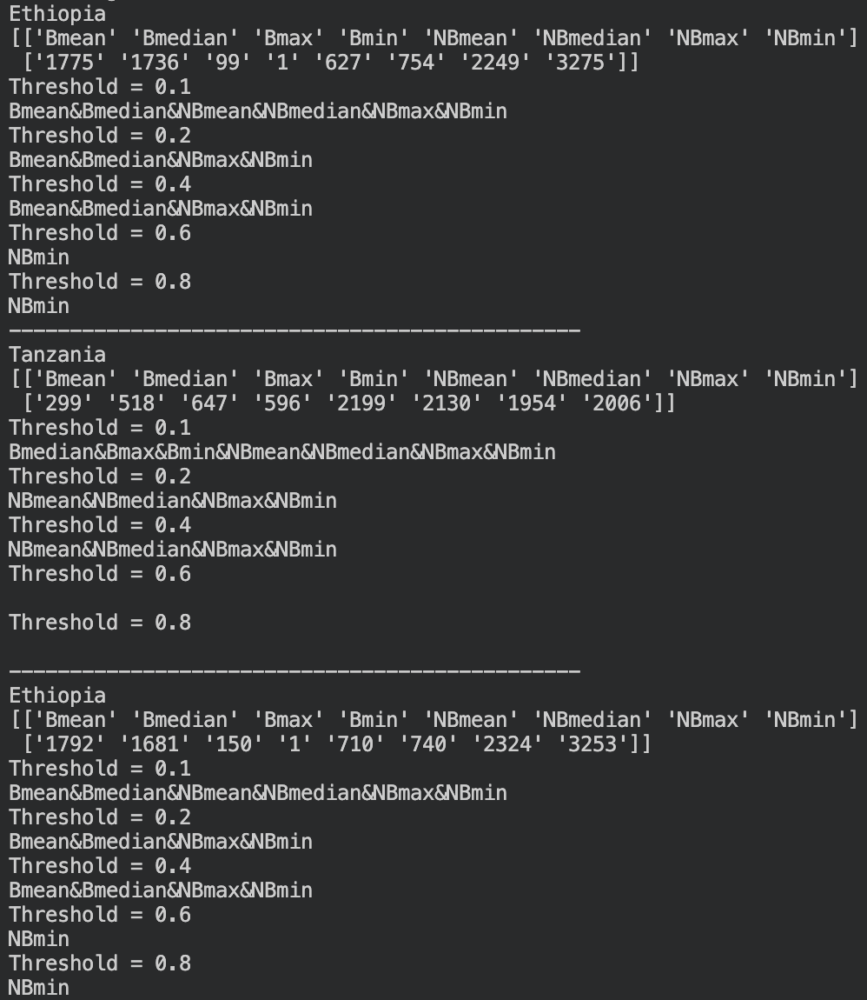 Ethiopia
[['Bmean' 'Bmedian' 'Bmax' 'Bmin' 'NBmean' 'NBmedian' 'NBmax' 'NBmin']
['1775' '1736' '99' '1' '627' '754' '2249' '3275']]
Threshold = 0.1
Bmean&Bmedian&NBmean&NBmedian&NBmax&NBmin
Threshold = 0.2
Bmean&Bmedian&NBmax&NBmin
Threshold = 0.4
Bmean&Bmedian&NBmax&NBmin
Threshold = 0.6
NBmin
Threshold = 0.8
NBmin
-----------------------------------------------
Tanzania
[['Bmean' 'Bmedian' 'Bmax' 'Bmin' 'NBmean' 'NBmedian' 'NBmax' 'NBmin']
['299' '518' '647' '596' '2199' '2130' '1954' '2006']]
Threshold = 0.1
Bmedian&Bmax&Bmin&NBmean&NBmedian&NBmax&NBmin
Threshold = 0.2
NBmean&NBmedian&NBmax&NBmin
Threshold = 0.4
NBmean&NBmedian&NBmax&NBmin
Threshold = 0.6
Threshold = 0.8
-----------------------------------------------
Ethiopia
[['Bmean' 'Bmedian' 'Bmax' 'Bmin' 'NBmean' 'NBmedian' 'NBmax' 'NBmin']
['1792' '1681' '150' '1' '710' '740' '2324' '3253']]
Threshold = 0.1
Bmean&Bmedian&NBmean&NBmedian&NBmax&NBmin
Threshold = 0.2
Bmean&Bmedian&NBmax&NBmin
Threshold = 0.4
Bmean&Bmedian&NBmax&NBmin
Threshold = 0.6
NBmin
Threshold = 0.8
NBmin